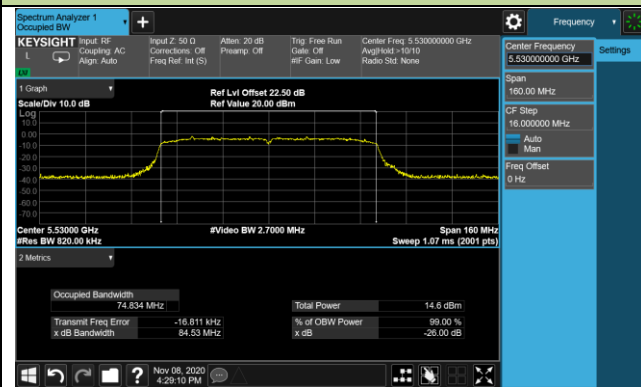 Spectrum Analyzer 1
Occupied BW
Frequency
KEYSIGHT
L
Input: RF
Coupling: AC
Align: Auto
Input Z: 50 Ω
Corrections: Off
Freq Ref: Int (S)
Atten: 20 dB
Preamp: Off
Trig: Free Run
Gate: Off
#IF Gain: Low
Center Freq: 5.530000000 GHz
Avg|Hold:>10/10
Radio Std: None
Center Frequency
5.530000000 GHz
Settings
Span
160.00 MHz
CF Step
16.000000 MHz
Auto
Man
Freq Offset
0 Hz
1 Graph
Scale/Div 10.0 dB
Ref Lvl Offset 22.50 dB
Ref Value 20.00 dBm
Log
10.0
0.00
-10.0
-20.0
-30.0
-40.0
-50.0
-60.0
-70.0
Center 5.53000 GHz
#Res BW 820.00 kHz
#Video BW 2.7000 MHz
Span 160 MHz
Sweep 1.07 ms (2001 pts)
2 Metrics
Occupied Bandwidth
74.834 MHz
Total Power 14.6 dBm
Transmit Freq Error -16.811 kHz
% of OBW Power 99.00 %
x dB Bandwidth 84.53 MHz
x dB -26.00 dB
?
Nov 08, 2020
4:29:10 PM